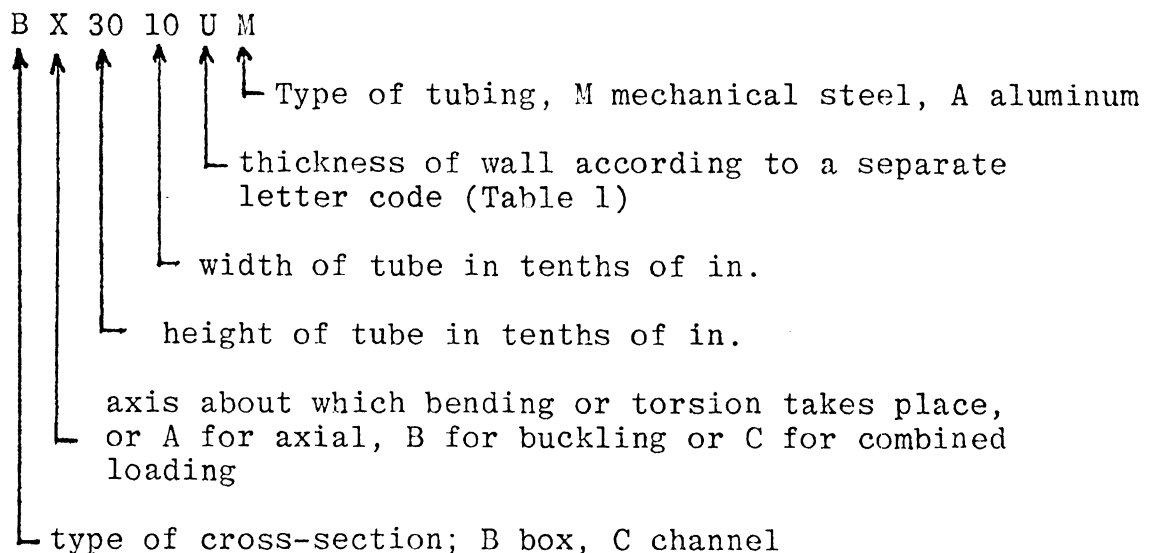 B X 30 10 U M
Type of tubing, M mechanical steel, A aluminum
thickness of wall according to a separate
letter code (Table 1)
width of tube in tenths of in.
height of tube in tenths of in.
axis about which bending or torsion takes place,
or A for axial, B for buckling or C for combined
loading
type of cross-section; B box, C channel